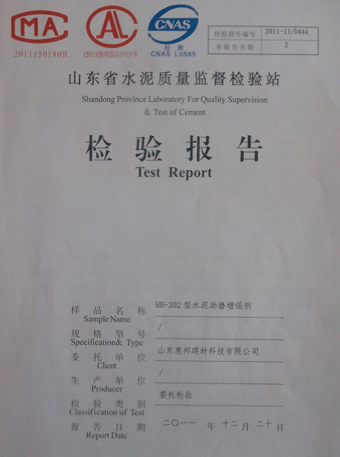 MA
AL
CNAS
检 测
CNAS L0585
2011150180R
检验报告编号 2011-11/D444
本报告页数 2
山东省水泥质量监督检验站
Shandong Province Laboratory For Quality Supervision
& Test of Cement
检 验 报 告
Test Report
样 品 名 称 HB-202型水泥助磨增强剂
Sample Name
规 格 型 号 /
Specification& Type
委 托 单 位 山东惠邦建材科技有限公司
Client
生 产 单 位 /
Producer
检 验 类 别 委托检验
Classification of Test
报 告 日 期 二〇一一 年 十二 月 二十 日
Report Date